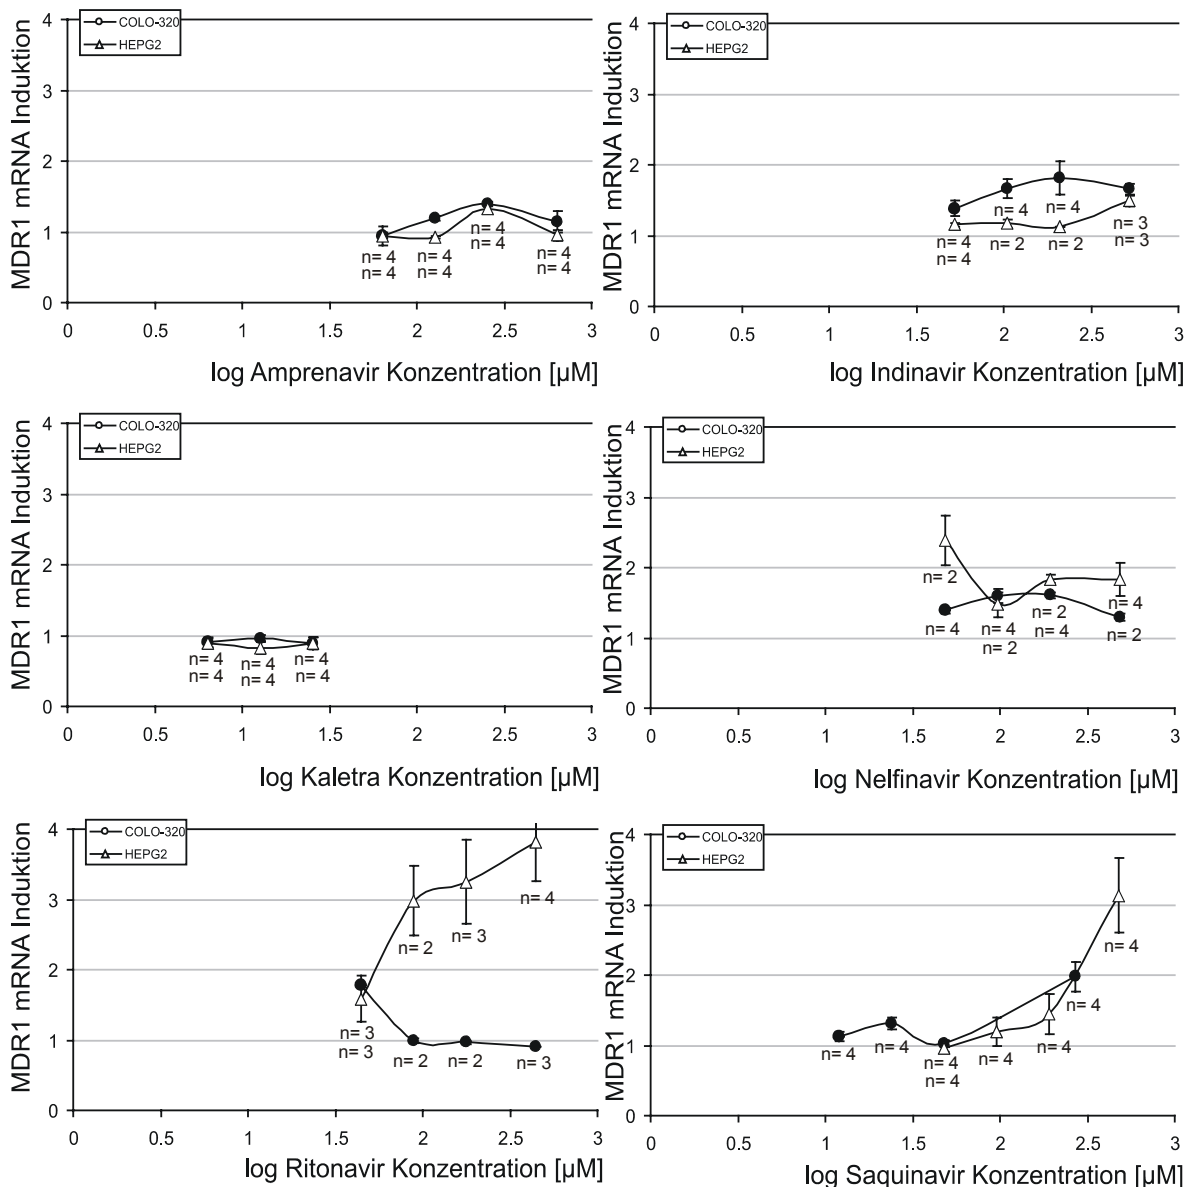 4
COLO-320
HEPG2
3
2
1
0
MDR1 mRNA Induktion
n= 4
n= 4
n= 4
n= 4
n= 4
n= 4
n= 4
n= 4
0 0.5 1 1.5 2 2.5 3
log Amprenavir Konzentration [µM]
4
COLO-320
HEPG2
3
2
1
0
MDR1 mRNA Induktion
n= 4
n= 4
n= 4
n= 2
n= 4
n= 2
n= 3
n= 3
0 0.5 1 1.5 2 2.5 3
log Indinavir Konzentration [µM]
4
COLO-320
HEPG2
3
2
1
0
MDR1 mRNA Induktion
n= 4
n= 4
n= 4
n= 4
n= 4
n= 4
0 0.5 1 1.5 2 2.5 3
log Kaletra Konzentration [µM]
4
COLO-320
HEPG2
3
2
1
0
MDR1 mRNA Induktion
n= 2
n= 4
n= 4
n= 2
n= 2
n= 4
n= 4
n= 2
0 0.5 1 1.5 2 2.5 3
log Nelfinavir Konzentration [µM]
4
COLO-320
HEPG2
3
2
1
0
MDR1 mRNA Induktion
n= 3
n= 3
n= 2
n= 2
n= 3
n= 2
n= 4
n= 3
0 0.5 1 1.5 2 2.5 3
log Ritonavir Konzentration [µM]
4
COLO-320
HEPG2
3
2
1
0
MDR1 mRNA Induktion
n= 4
n= 4
n= 4
n= 4
n= 4
n= 4
n= 4
n= 4
0 0.5 1 1.5 2 2.5 3
log Saquinavir Konzentration [µM]